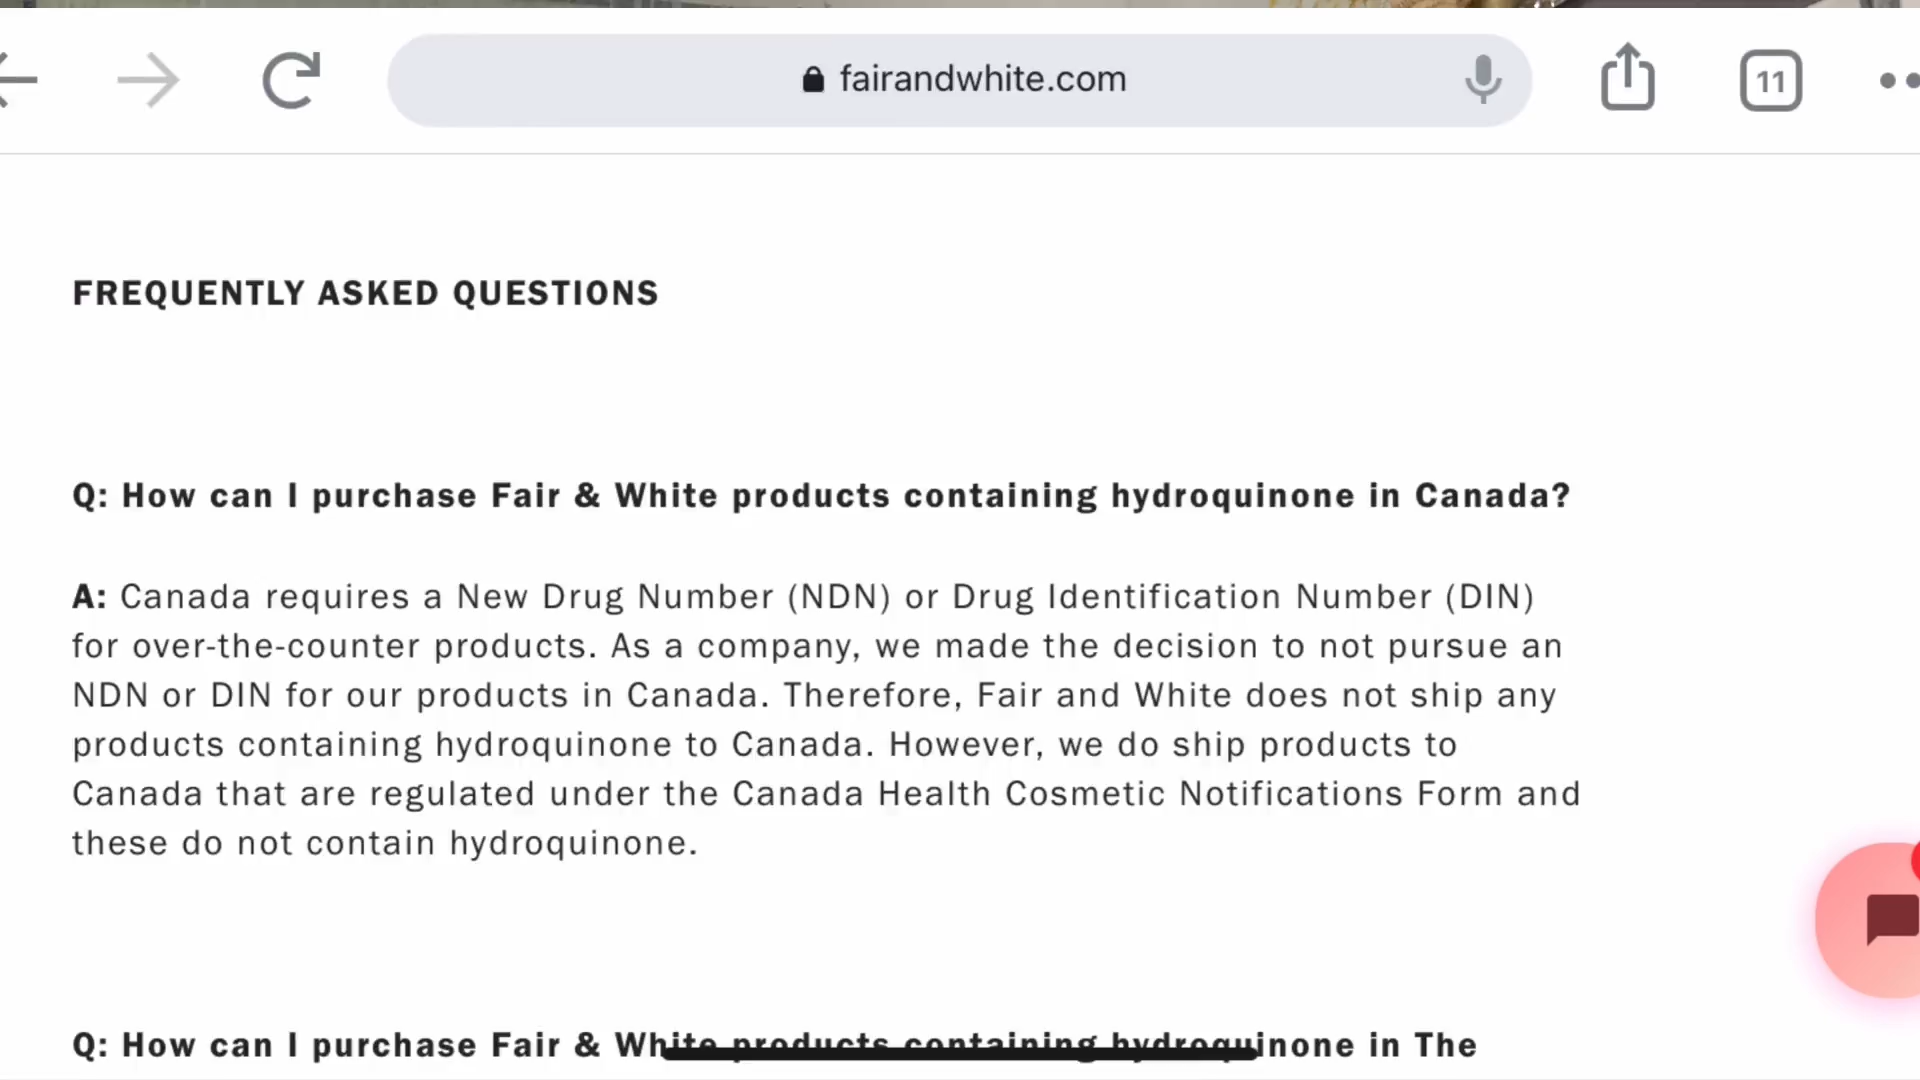 fairandwhite.com
11
FREQUENTLY ASKED QUESTIONS
Q: How can I purchase Fair & White products containing hydroquinone in Canada?
A: Canada requires a New Drug Number (NDN) or Drug Identification Number (DIN)
for over-the-counter products. As a company, we made the decision to not pursue an
NDN or DIN for our products in Canada. Therefore, Fair and White does not ship any
products containing hydroquinone to Canada. However, we do ship products to
Canada that are regulated under the Canada Health Cosmetic Notifications Form and
these do not contain hydroquinone.
Q: How can I purchase Fair & White products containing hydroquinone in The